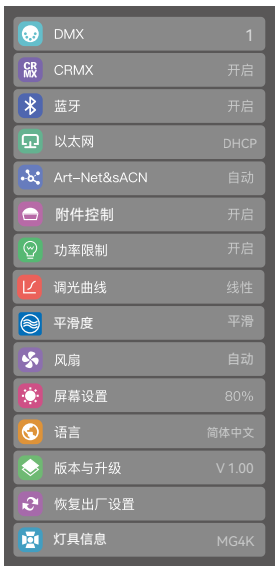 DMX 1
CRMX 开启
蓝牙 开启
以太网 DHCP
Art-Net&sACN 自动
附件控制 开启
功率限制 开启
调光曲线 线性
平滑度 平滑
风扇 自动
屏幕设置 80%
语言 简体中文
版本与升级 V 1.00
恢复出厂设置
灯具信息 MG4K